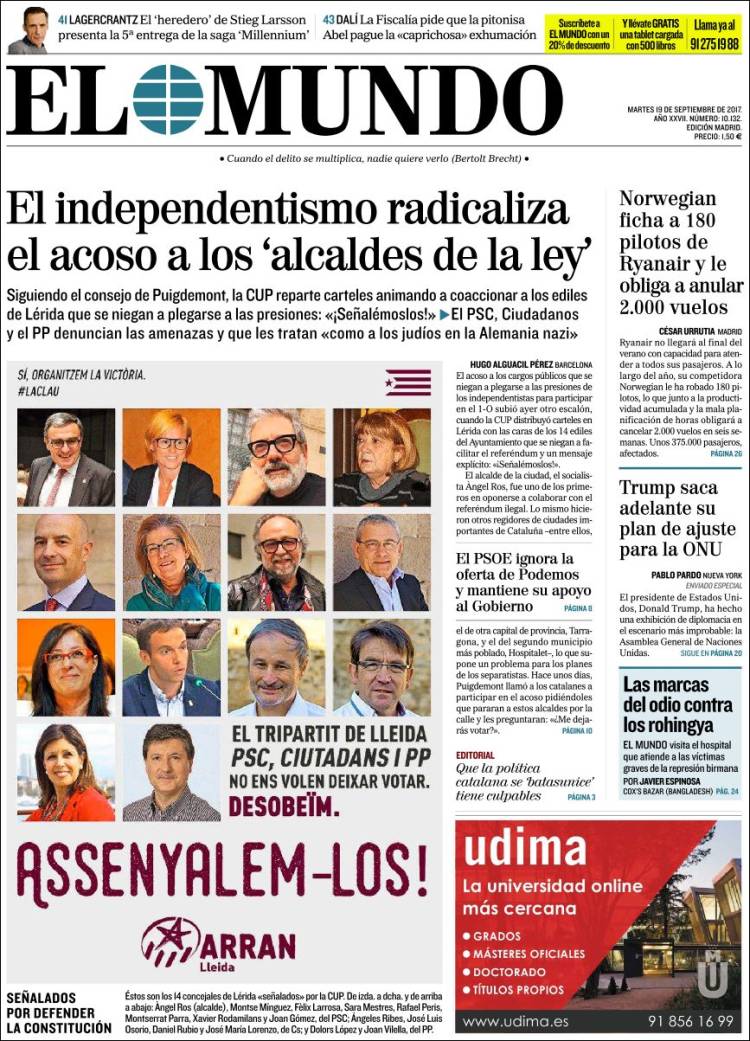 41 LAGERCRANTZ El ‘heredero’ de Stieg Larsson
presenta la 5ª entrega de la saga ‘Millennium’
43 DALÍ La Fiscalía pide que la pitonisa
Abel pague la «caprichosa» exhumación
Suscríbete a
EL MUNDO con un
20% de descuento
Y llévate GRATIS
una tablet cargada
con 500 libros
Llama ya al
91 275 19 88
EL MUNDO
MARTES 19 DE SEPTIEMBRE DE 2017.
AÑO XXVII. NÚMERO: 10.132.
EDICIÓN MADRID.
PRECIO: 1,50 €
• Cuando el delito se multiplica, nadie quiere verlo (Bertolt Brecht) •
El independentismo radicaliza
el acoso a los ‘alcaldes de la ley’
Siguiendo el consejo de Puigdemont, la CUP reparte carteles animando a coaccionar a los ediles
de Lérida que se niegan a plegarse a las presiones: «¡Señalémoslos!» ▶ El PSC, Ciudadanos
y el PP denuncian las amenazas y que les tratan «como a los judíos en la Alemania nazi»
SÍ, ORGANITZEM LA VICTÒRIA.
#LACLAU
EL TRIPARTIT DE LLEIDA
PSC, CIUTADANS I PP
NO ENS VOLEN DEIXAR VOTAR.
DESOBEÏM.
ASSENYALEM-LOS!
ARRAN
Lleida
SEÑALADOS
POR DEFENDER
LA CONSTITUCIÓN
Éstos son los 14 concejales de Lérida «señalados» por la CUP. De izda. a dcha. y de arriba
a abajo: Àngel Ros (alcalde), Montse Mínguez, Fèlix Larrosa, Sara Mestres, Rafael Peris,
Montserrat Parra, Xavier Rodamilans y Joan Gómez, del PSC; Ángeles Ribes, José Luis
Osorio, Daniel Rubio y José María Lorenzo, de Cs; y Dolors López y Joan Vilella, del PP.
HUGO ALGUACIL PÉREZ BARCELONA
El acoso a los cargos públicos que se
niegan a plegarse a las presiones de
los independentistas para participar
en el 1-O subió ayer otro escalón,
cuando la CUP distribuyó carteles en
Lérida con las caras de los 14 ediles
del Ayuntamiento que se niegan a fa-
cilitar el referéndum y un mensaje
explícito: «¡Señalémoslos!».
El alcalde de la ciudad, el socialista
Àngel Ros, fue uno de los primeros
en oponerse a colaborar con el
referéndum ilegal. Lo mismo hicie-
ron otros regidores de ciudades im-
portantes de Cataluña –entre ellos,
El PSOE ignora la
oferta de Podemos
y mantiene su apoyo
al Gobierno
PÁGINA 8
el de otra capital de provincia, Tarra-
gona, y el del segundo municipio
más poblado, Hospitalet–, lo que su-
pone un problema para los planes
de los separatistas. Hace unos días,
Puigdemont llamó a los catalanes a
participar en el acoso pidiéndoles
que pararan a estos alcaldes por la
calle y les preguntaran: «¿Me deja-
rás votar?».
PÁGINA 10
EDITORIAL
Que la política
catalana se ‘batasunice’
tiene culpables
PÁGINA 3
Norwegian
ficha a 180
pilotos de
Ryanair y le
obliga a anular
2.000 vuelos
CÉSAR URRUTIA MADRID
Ryanair no llegará al final del
verano con capacidad para aten-
der a todos sus pasajeros. A lo
largo del año, su competidora
Norwegian le ha robado 180 pi-
lotos, lo que junto a la productivi-
dad acumulada y la mala pla-
nificación de horas obligará a
cancelar 2.000 vuelos en seis se-
manas. Unos 375.000 pasajeros,
afectados.
PÁGINA 26
Trump saca
adelante su
plan de ajuste
para la ONU
PABLO PARDO NUEVA YORK
ENVIADO ESPECIAL
El presidente de Estados Uni-
dos, Donald Trump, ha hecho
una exhibición de diplomacia en
el escenario más improbable: la
Asamblea General de Naciones
Unidas.
SIGUE EN PÁGINA 20
Las marcas
del odio contra
los rohingya
EL MUNDO visita el hospital
que atiende a las víctimas
graves de la represión birmana
POR JAVIER ESPINOSA
COX'S BAZAR (BANGLADESH) PÁG. 24
udima
La universidad online
más cercana
• GRADOS
• MÁSTERES OFICIALES
• DOCTORADO
• TÍTULOS PROPIOS
www.udima.es
91 856 16 99